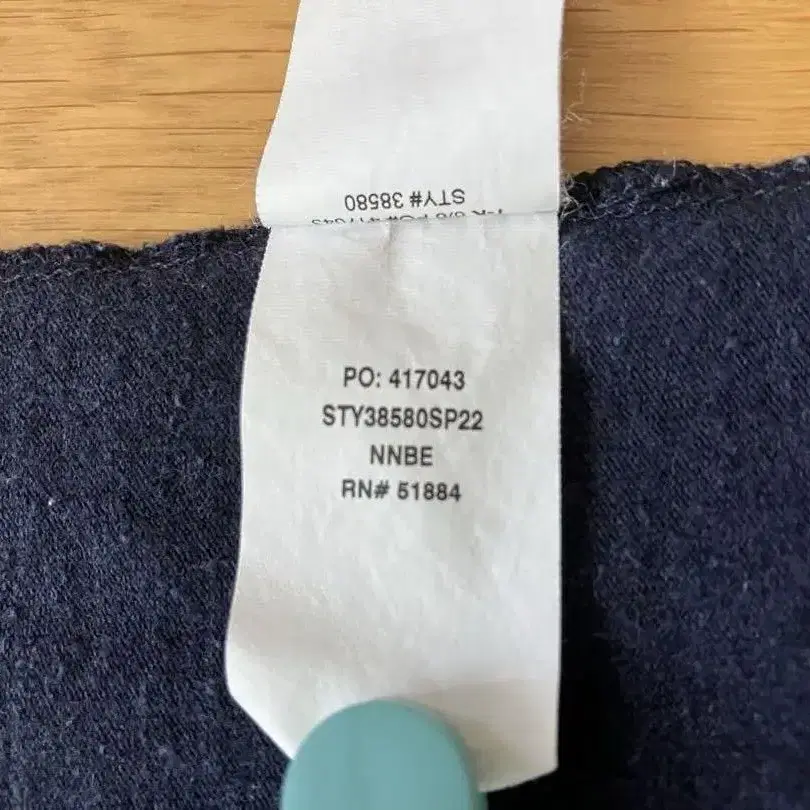 STY# 38580
PO: 417043
STY38580SP22
NNBE
RN# 51884